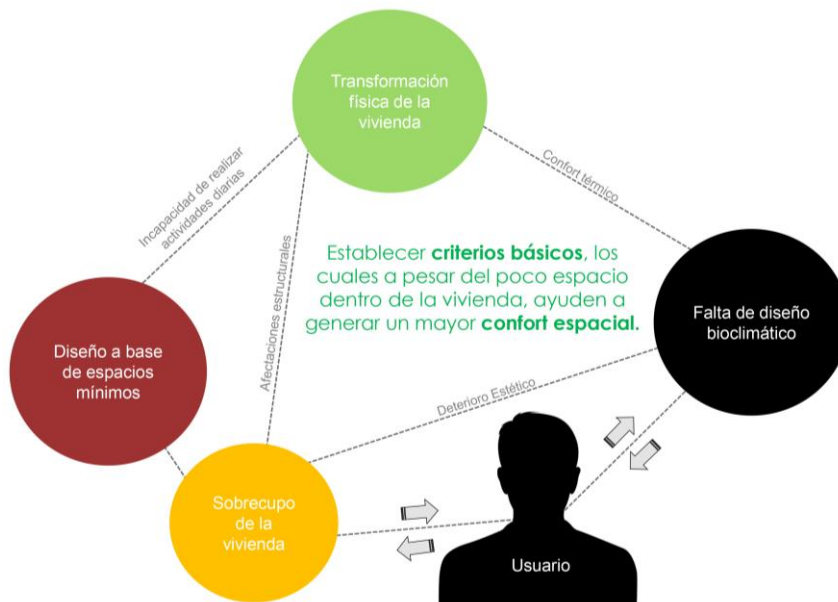 Transformación
física de la
vivienda
Incapacidad de realizar
actividades diarias
Confort térmico
Afectaciones estructurales
Establecer criterios básicos, los
cuales a pesar del poco espacio
dentro de la vivienda, ayuden a
generar un mayor confort espacial.
Falta de diseño
bioclimático
Diseño a base
de espacios
mínimos
Deterioro Estético
Sobrecupo
de la
vivienda
Usuario